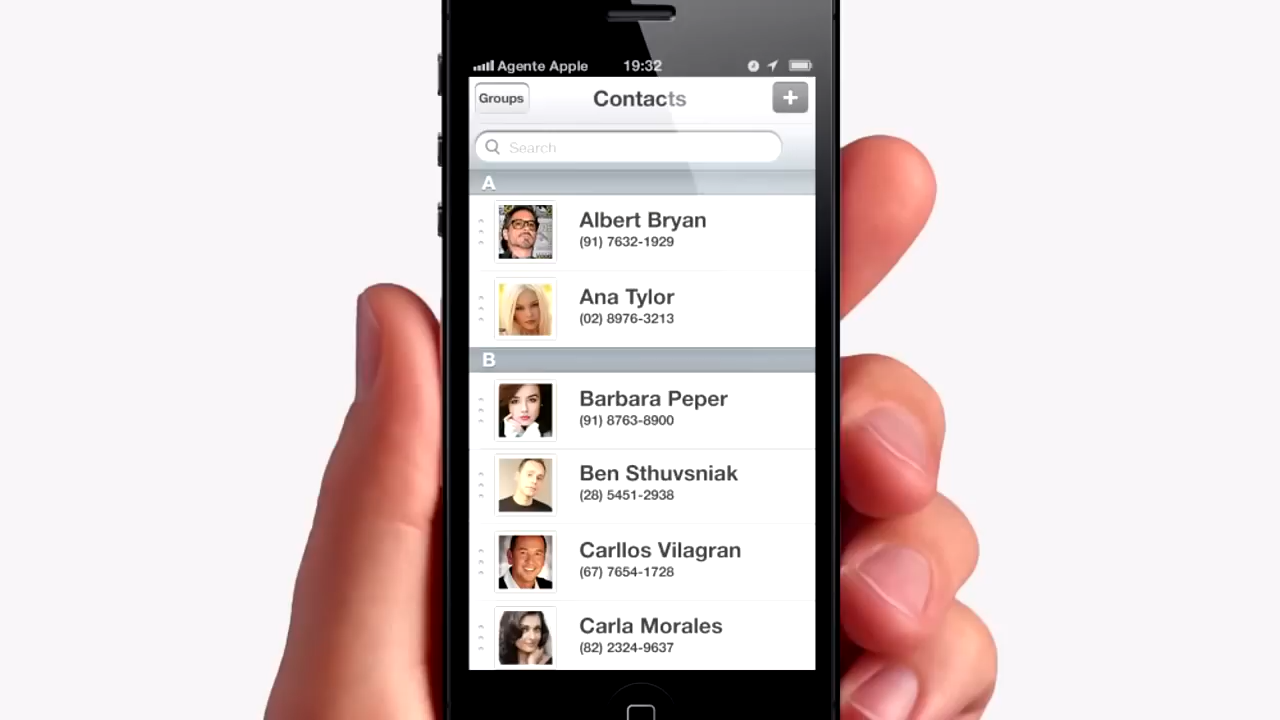 Agente Apple 19:32
Groups Contacts +
Search
A
Albert Bryan
(91) 7632-1929
Ana Tylor
(02) 8976-3213
B
Barbara Peper
(91) 8763-8900
Ben Sthuvsniak
(28) 5451-2938
Carllos Vilagran
(67) 7654-1728
Carla Morales
(82) 2324-9637